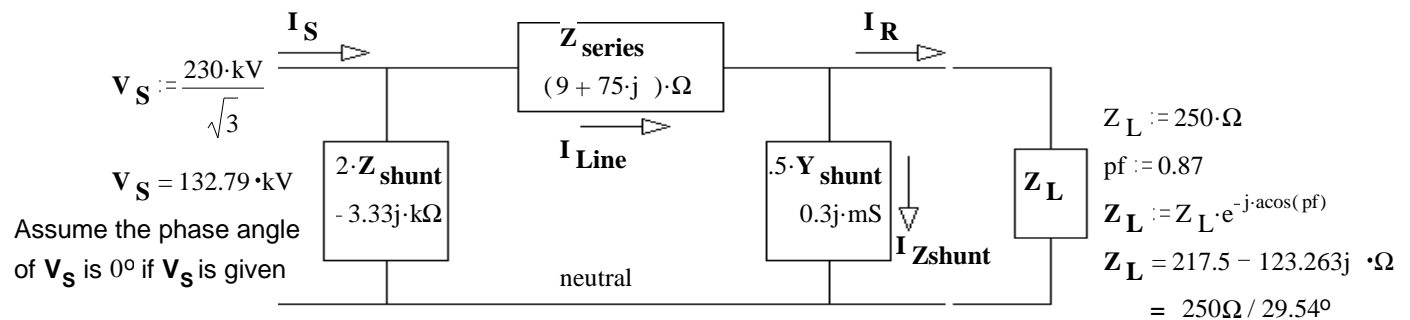 I S
Z series
(9 + 75·j )·Ω
I R
V S := 230·kV / √3
V S = 132.79 •kV
Assume the phase angle
of V S is 0º if V S is given
2·Z shunt
- 3.33j·kΩ
I Line
.5·Y shunt
0.3j·mS
I Zshunt
neutral
Z L
Z L := 250·Ω
pf := 0.87
Z L := Z L·e^-j·acos(pf)
Z L = 217.5 − 123.263j •Ω
= 250Ω / 29.54º